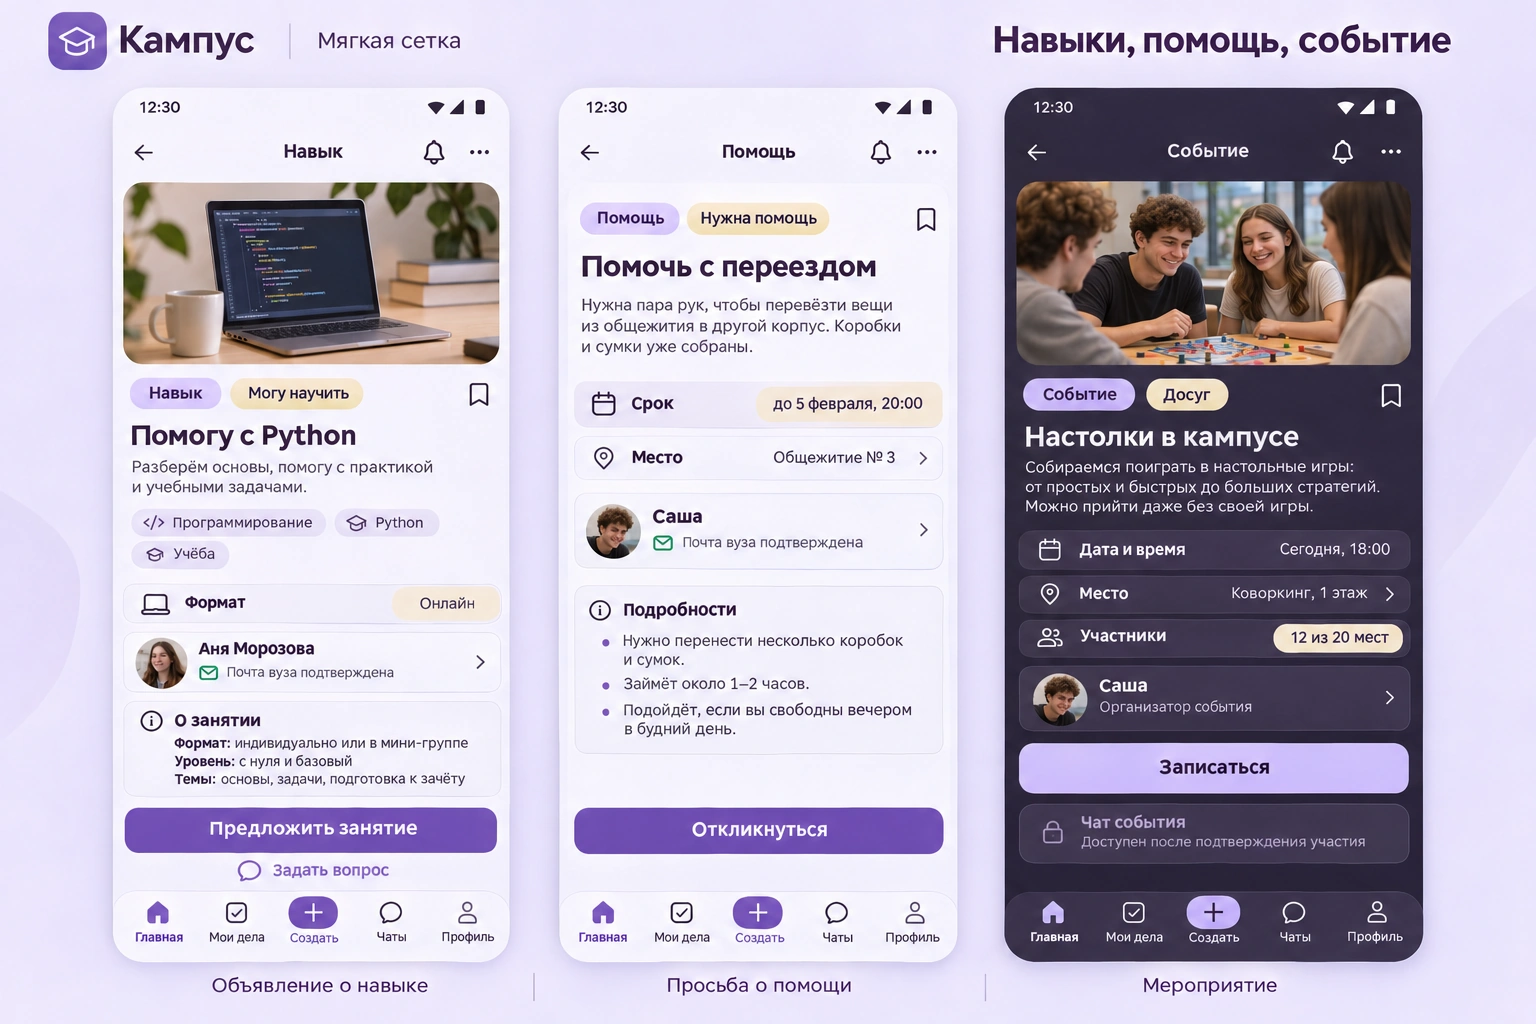 Кампус
Мягкая сетка
Навыки, помощь, событие
12:30
Навык
Навык
Могу научить
Помогу с Python
Разберём основы, помогу с практикой
и учебными задачами.
Программирование
Python
Учёба
Формат
Онлайн
Аня Морозова
Почта вуза подтверждена
О занятии
Формат: индивидуально или в мини-группе
Уровень: с нуля и базовый
Темы: основы, задачи, подготовка к зачёту
Предложить занятие
Задать вопрос
Главная
Мои дела
Создать
Чаты
Профиль
Объявление о навыке
12:30
Помощь
Помощь
Нужна помощь
Помочь с переездом
Нужна пара рук, чтобы перевёзти вещи
из общежития в другой корпус. Коробки
и сумки уже собраны.
Срок
до 5 февраля, 20:00
Место
Общежитие № 3
Саша
Почта вуза подтверждена
Подробности
Нужно перенести несколько коробок
и сумок.
Займёт около 1–2 часов.
Подойдёт, если вы свободны вечером
в будний день.
Откликнуться
Главная
Мои дела
Создать
Чаты
Профиль
Просьба о помощи
12:30
Событие
Событие
Досуг
Настолки в кампусе
Собираемся поиграть в настольные игры:
от простых и быстрых до больших стратегий.
Можно прийти даже без своей игры.
Дата и время
Сегодня, 18:00
Место
Коворкинг, 1 этаж
Участники
12 из 20 мест
Саша
Организатор события
Записаться
Чат события
Доступен после подтверждения участия
Главная
Мои дела
Создать
Чаты
Профиль
Мероприятие